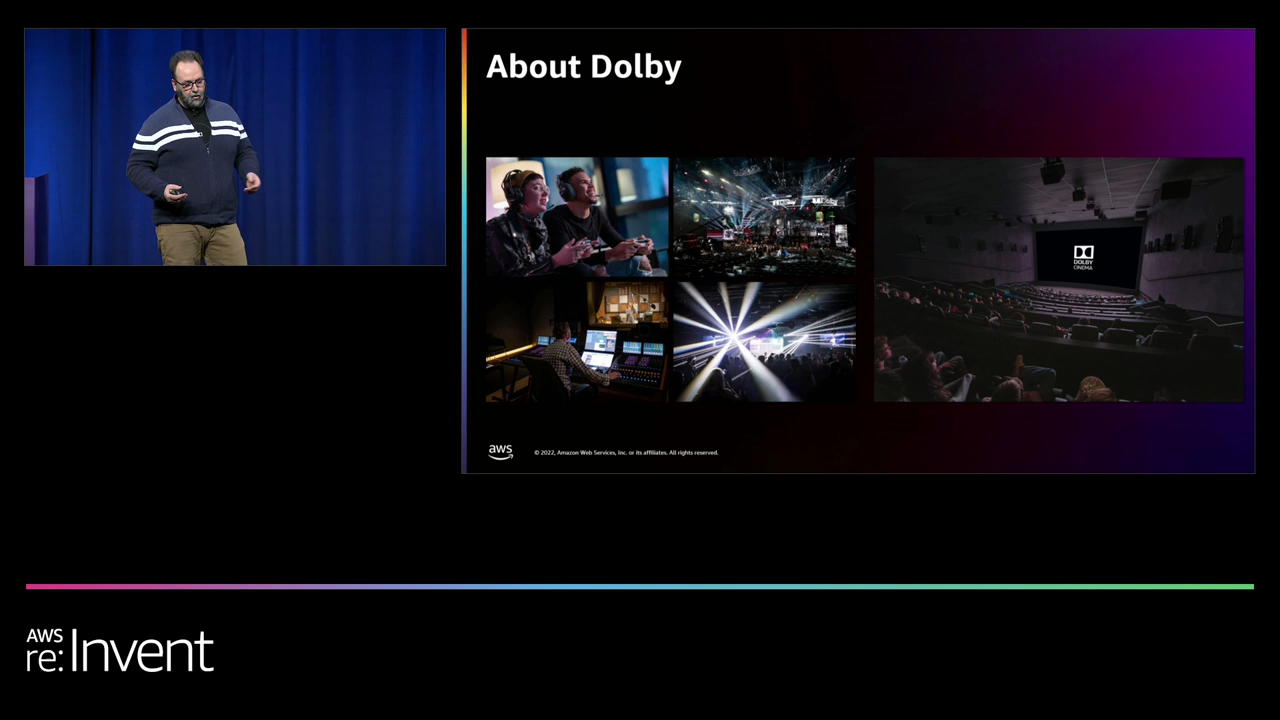 About Dolby
DOLBY
CINEMA
aws
© 2022, Amazon Web Services, Inc. or its affiliates. All rights reserved.
AWS
re:Invent